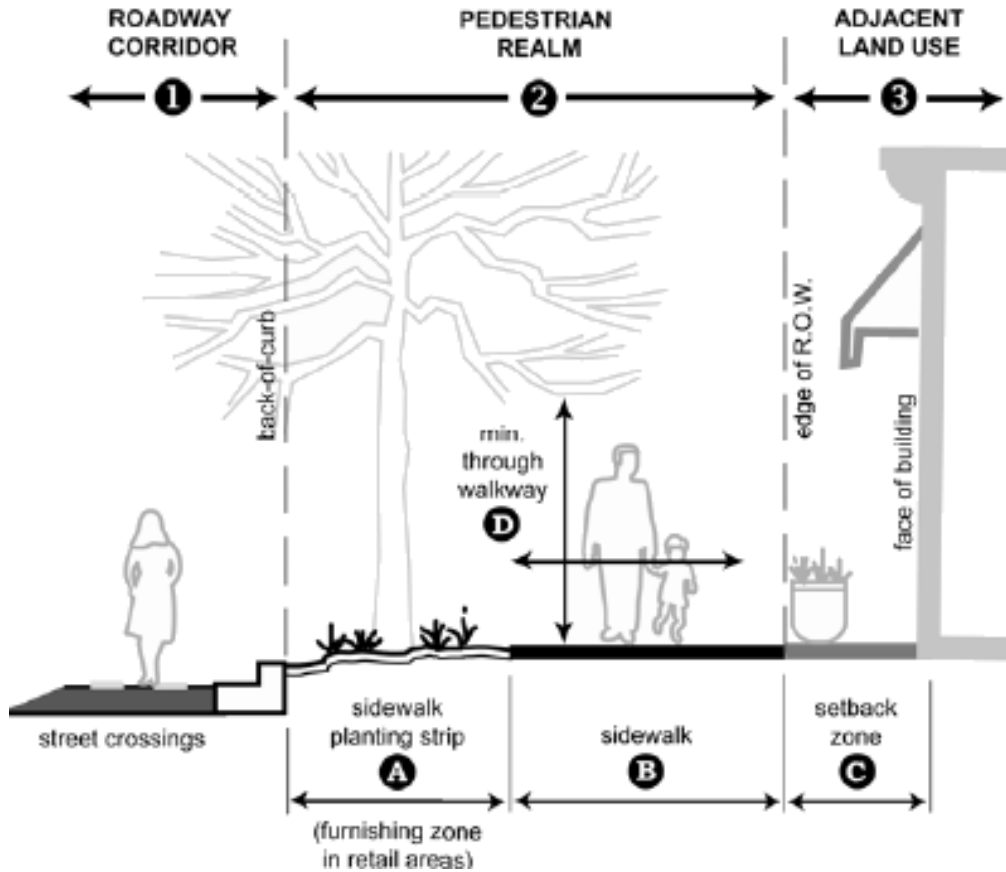 ROADWAY
CORRIDOR
PEDESTRIAN
REALM
ADJACENT
LAND USE
1
2
3
back-of-curb
edge of R.O.W.
face of building
min.
through
walkway
D
street crossings
sidewalk
planting strip
A
(furnishing zone
in retail areas)
sidewalk
B
setback
zone
C